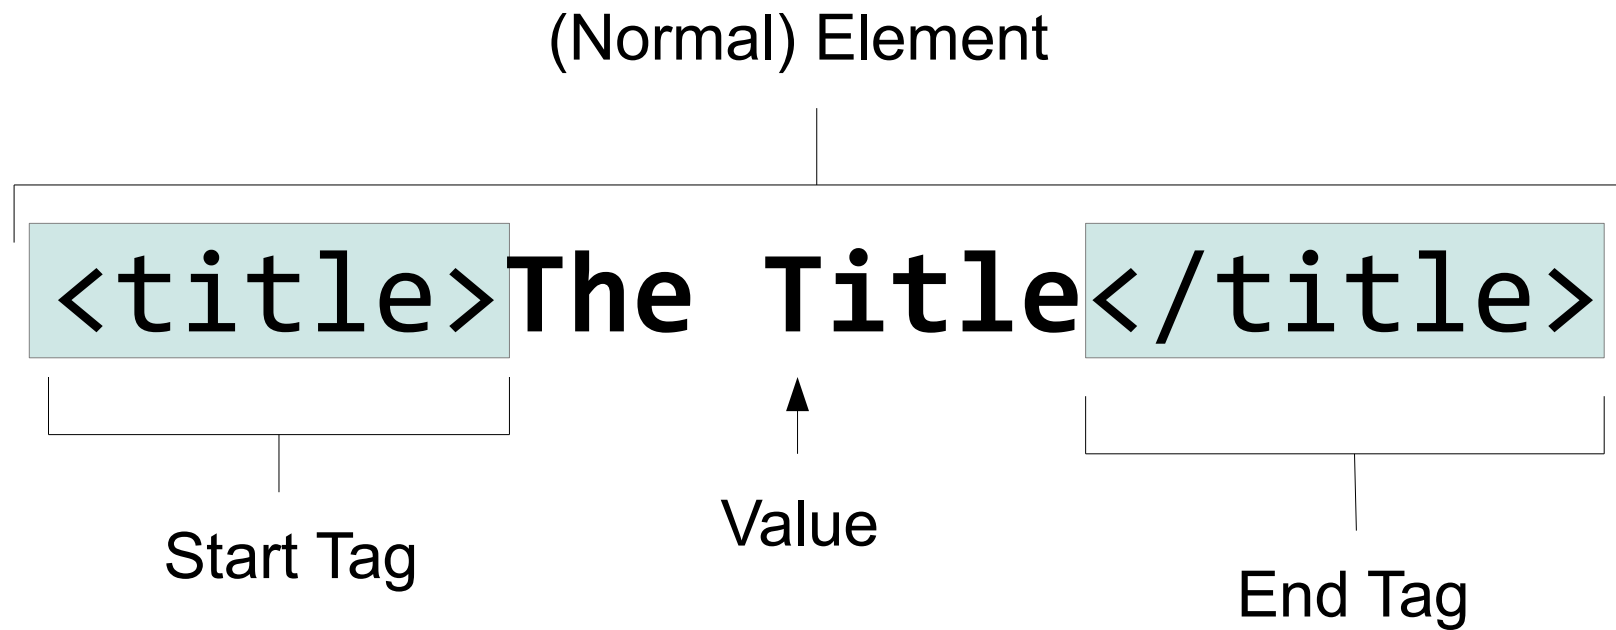 (Normal) Element
<title>The Title</title>
Value
Start Tag
End Tag